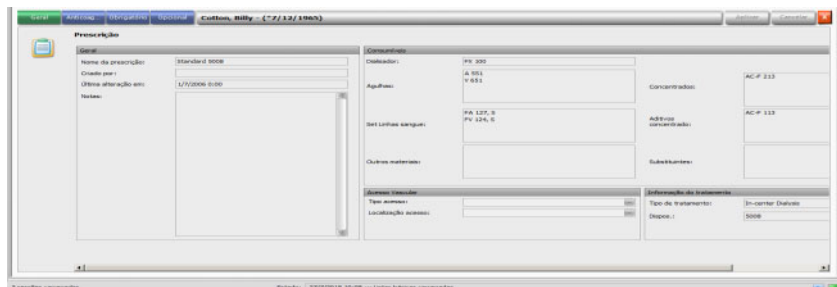 Geral Anticoag... Obrigatório Opcional Cotton, Billy - (*7/12/1965) Aplicar Cancelar X
Prescrição
Geral
Nome da prescrição: Standard 5008
Criado por:
Última alteração em: 1/7/2006 0:00
Notas:
Consumíveis
Dialisador: FX 100
Agulhas: A 551
V 651
Concentrados: AC-F 213
Set Linhas sangue: FA 127, S
FV 124, S
Aditivos concentrado: AC-F 113
Outros materiais:
Substituintes:
Acesso Vascular
Tipo acesso:
Localização acesso:
Informação do tratamento
Tipo de tratamento: In-center Dialysis
Dispos.: 5008